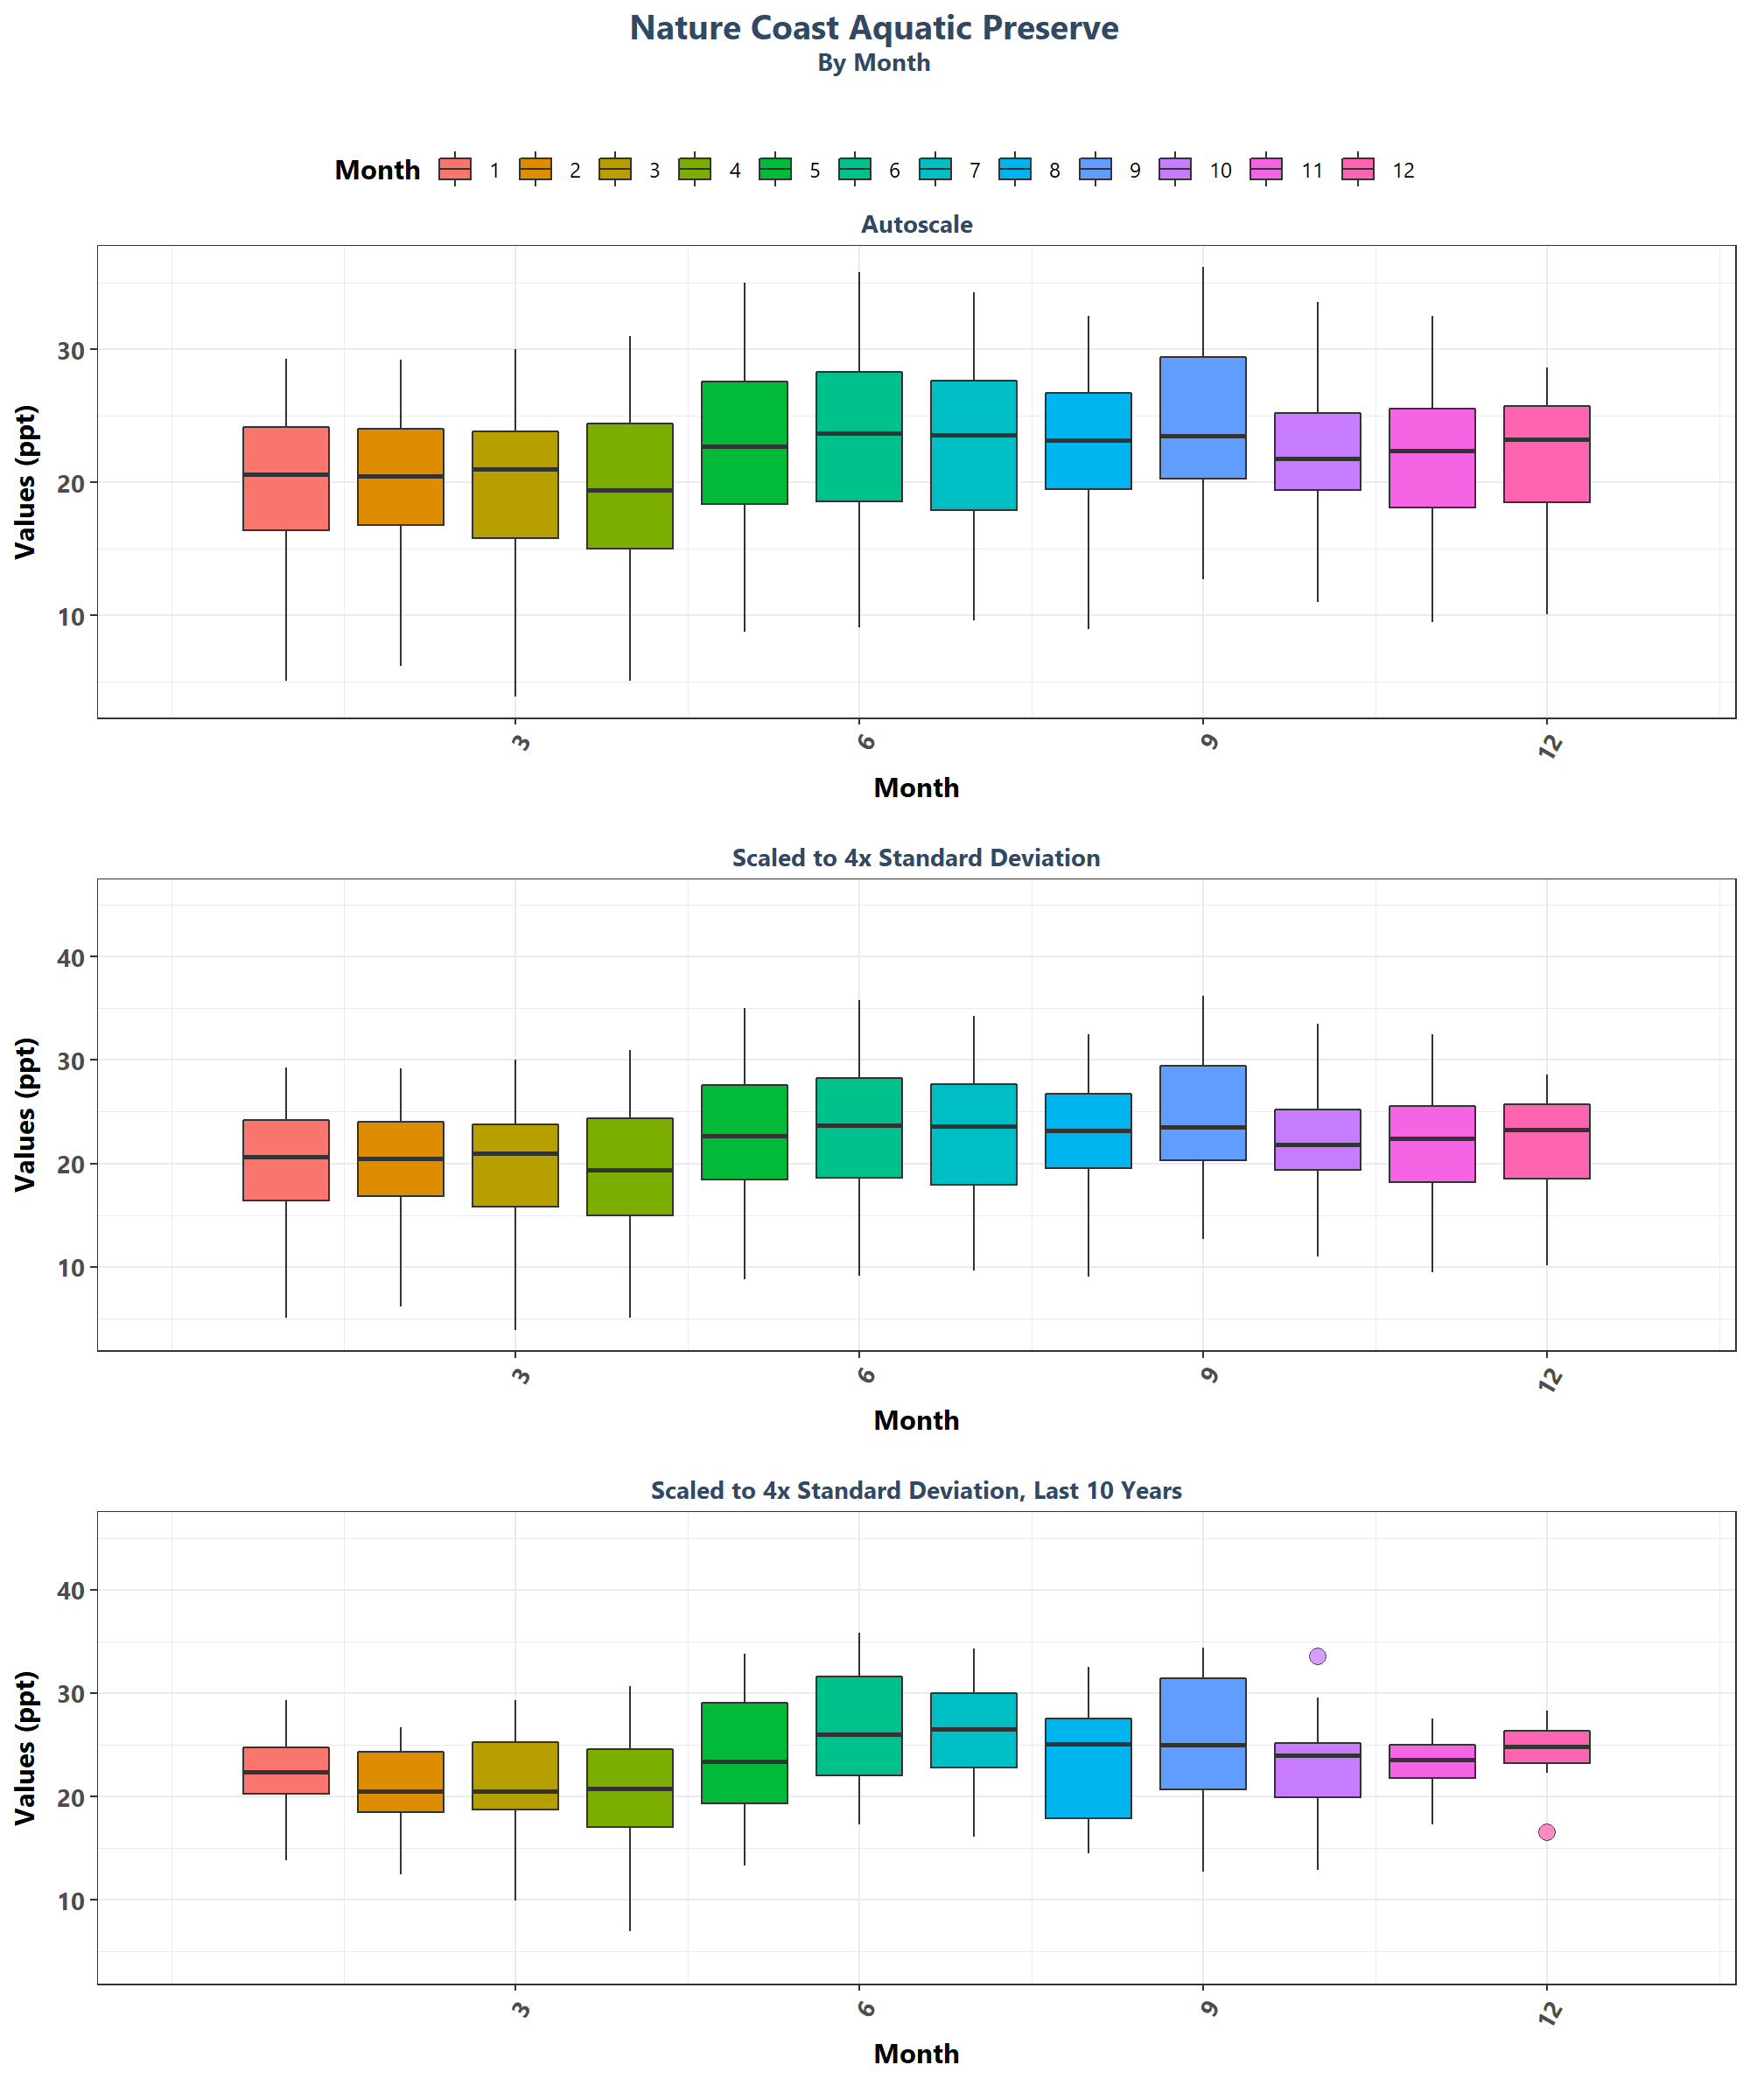 Nature Coast Aquatic Preserve
By Month
Month 1 2 3 4 5 6 7 8 9 10 11 12
Autoscale
Values (ppt)
30
20
10
3 6 9 12
Month
Scaled to 4x Standard Deviation
Values (ppt)
40
30
20
10
3 6 9 12
Month
Scaled to 4x Standard Deviation, Last 10 Years
Values (ppt)
40
30
20
10
3 6 9 12
Month